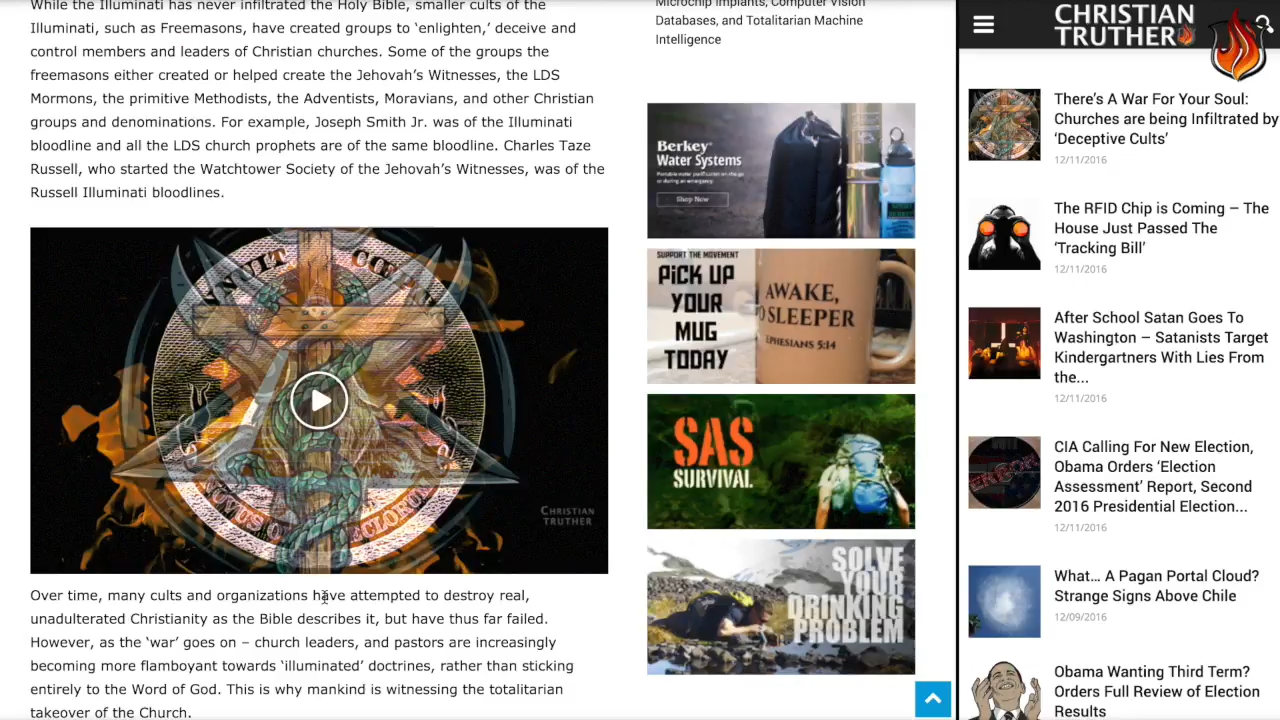 While the Illuminati has never infiltrated the Holy Bible, smaller cults of the
Illuminati, such as Freemasons, have created groups to ‘enlighten,’ deceive and
control members and leaders of Christian churches. Some of the groups the
freemasons either created or helped create the Jehovah’s Witnesses, the LDS
Mormons, the primitive Methodists, the Adventists, Moravians, and other Christian
groups and denominations. For example, Joseph Smith Jr. was of the Illuminati
bloodline and all the LDS church prophets are of the same bloodline. Charles Taze
Russell, who started the Watchtower Society of the Jehovah’s Witnesses, was of the
Russell Illuminati bloodlines.
CHRISTIAN
TRUTHER
Over time, many cults and organizations have attempted to destroy real,
unadulterated Christianity as the Bible describes it, but have thus far failed.
However, as the ‘war’ goes on – church leaders, and pastors are increasingly
becoming more flamboyant towards ‘illuminated’ doctrines, rather than sticking
entirely to the Word of God. This is why mankind is witnessing the totalitarian
takeover of the Church.
Microchip Implants, Computer Vision
Databases, and Totalitarian Machine
Intelligence
Berkey
Water Systems
Portable water purification on the go
or during an emergency.
Shop Now
SUPPORT THE MOVEMENT
PiCK UP
YOUR
MUG
TODAY
AWAKE,
O SLEEPER
EPHESIANS 5:14
SAS
SURVIVAL
SOLVE
YOUR
DRINKING
PROBLEM
CHRISTIAN
TRUTHER
There’s A War For Your Soul:
Churches are being Infiltrated by
‘Deceptive Cults’
12/11/2016
The RFID Chip is Coming – The
House Just Passed The
‘Tracking Bill’
12/11/2016
After School Satan Goes To
Washington – Satanists Target
Kindergartners With Lies From
the...
12/11/2016
CIA Calling For New Election,
Obama Orders ‘Election
Assessment’ Report, Second
2016 Presidential Election...
12/11/2016
What… A Pagan Portal Cloud?
Strange Signs Above Chile
12/09/2016
Obama Wanting Third Term?
Orders Full Review of Election
Results